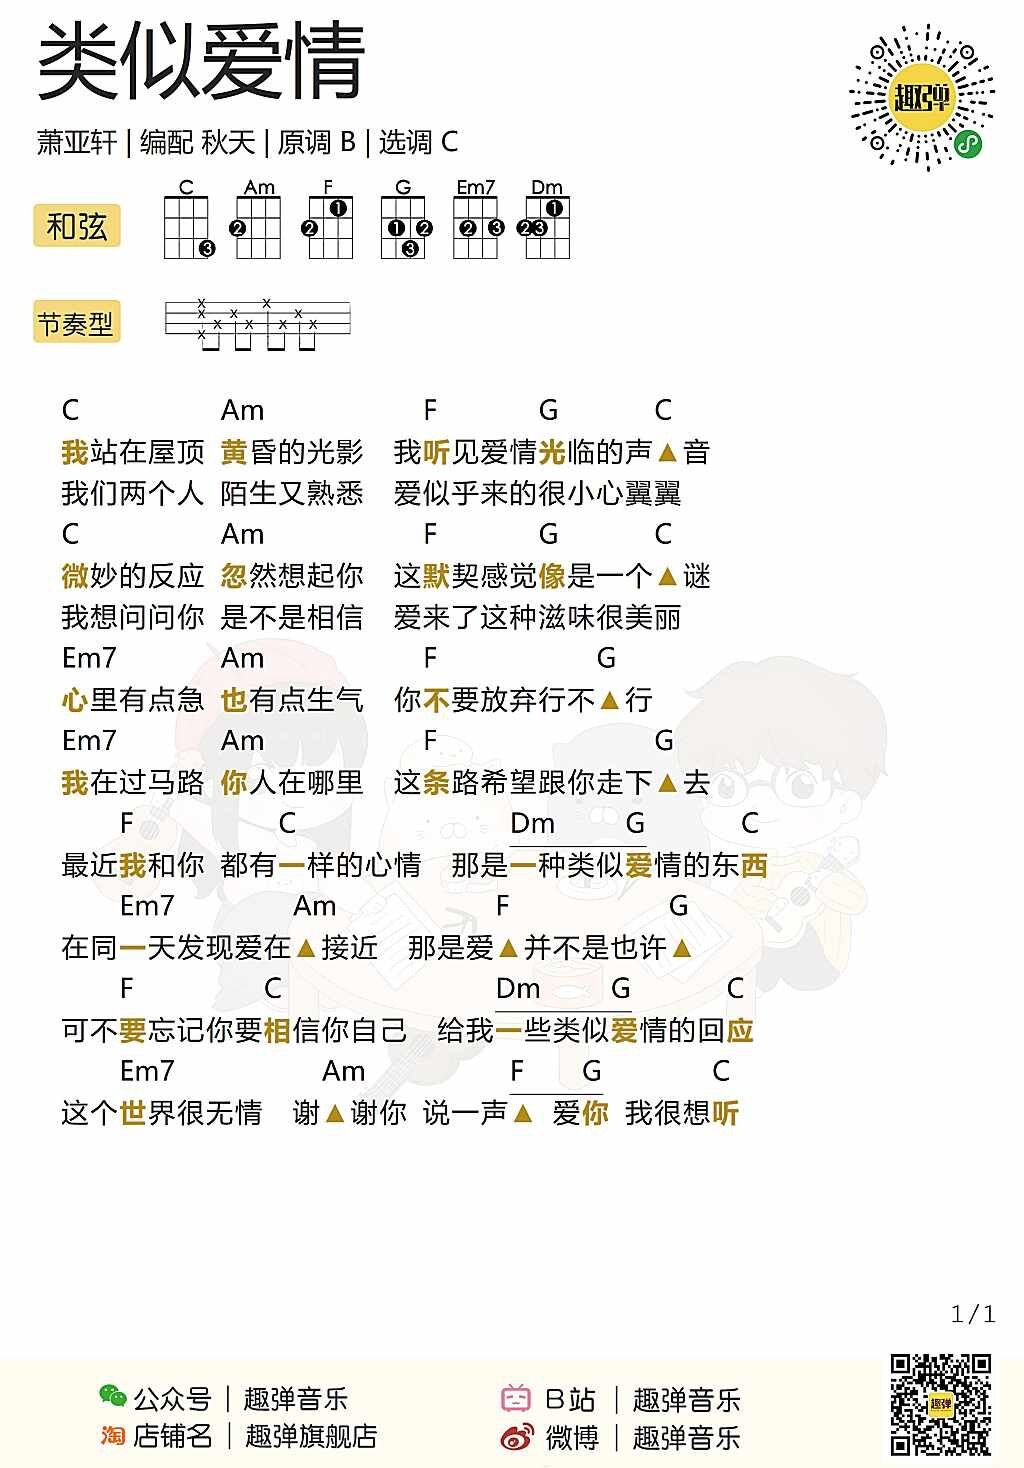 类似爱情
趣弹
萧亚轩 | 编配 秋天 | 原调 B | 选调 C
和弦 C Am F G Em7 Dm
节奏型
C Am F G C
我站在屋顶 黄昏的光影 我听见爱情光临的声▲音
我们两个人 陌生又熟悉 爱似乎来的很小心翼翼
C Am F G C
微妙的反应 忽然想起你 这默契感觉像是一个▲谜
我想问问你 是不是相信 爱来了这种滋味很美丽
Em7 Am F G
心里有点急 也有点生气 你不要放弃行不▲行
Em7 Am F G
我在过马路 你人在哪里 这条路希望跟你走下▲去
F C Dm G C
最近我和你 都有一样的心情 那是一种类似爱情的东西
Em7 Am F G
在同一天发现爱在▲接近 那是爱▲并不是也许▲
F C Dm G C
可不要忘记你要相信你自己 给我一些类似爱情的回应
Em7 Am F G C
这个世界很无情 谢▲谢你 说一声▲ 爱你 我很想听
1/1
公众号 | 趣弹音乐 B站 | 趣弹音乐
淘 店铺名 | 趣弹旗舰店 微博 | 趣弹音乐
趣弹